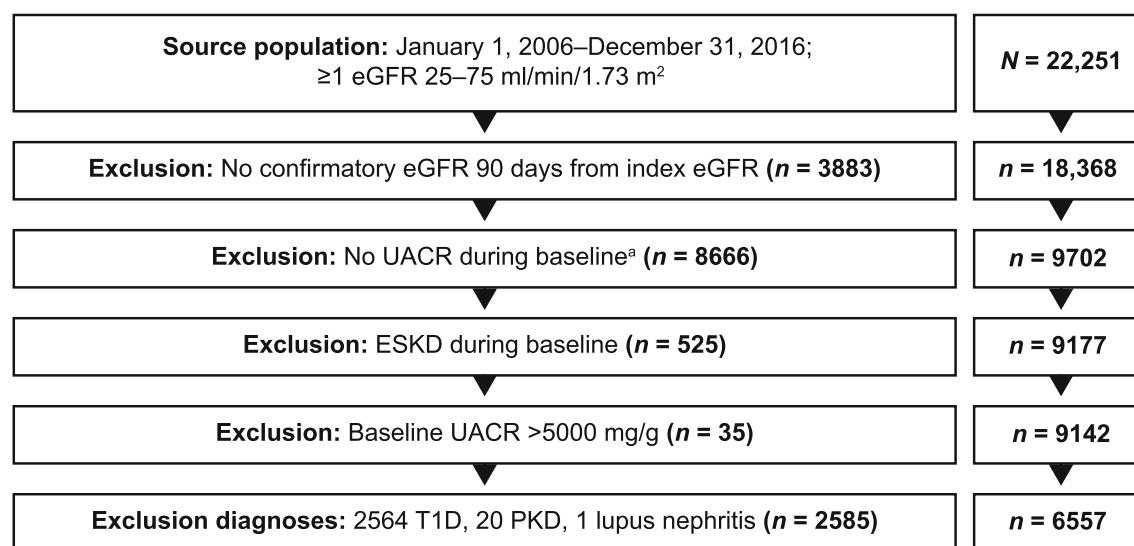 Source population: January 1, 2006–December 31, 2016;
≥1 eGFR 25–75 ml/min/1.73 m²
N = 22,251
Exclusion: No confirmatory eGFR 90 days from index eGFR (n = 3883)
n = 18,368
Exclusion: No UACR during baselineᵃ (n = 8666)
n = 9702
Exclusion: ESKD during baseline (n = 525)
n = 9177
Exclusion: Baseline UACR >5000 mg/g (n = 35)
n = 9142
Exclusion diagnoses: 2564 T1D, 20 PKD, 1 lupus nephritis (n = 2585)
n = 6557